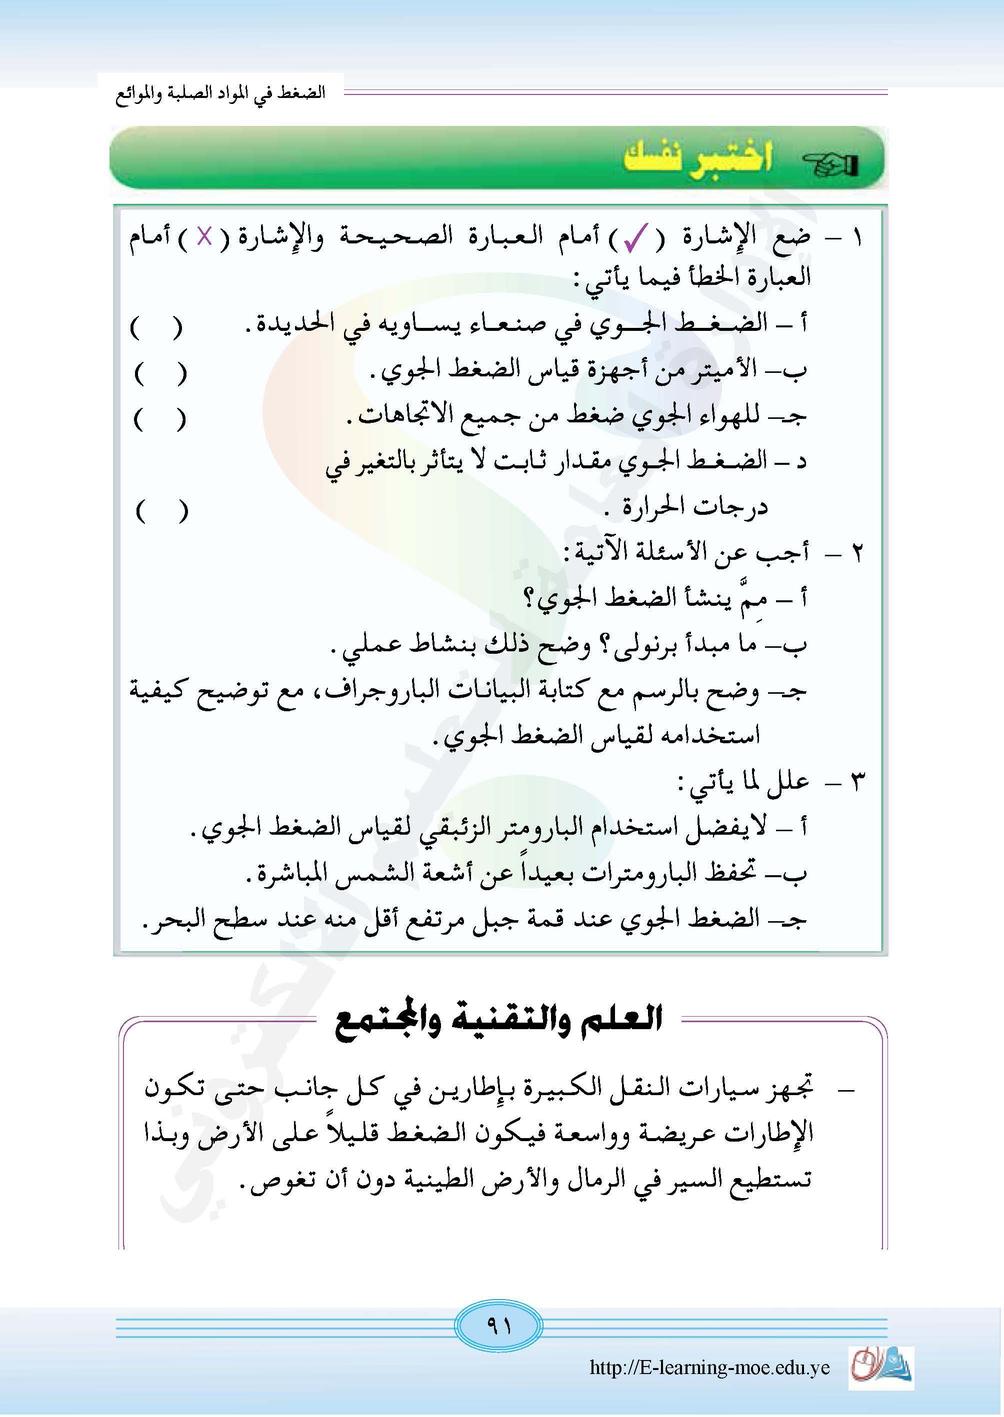 الضغط في المواد الصلبة والموائع
اختبر نفسك
١ – ضع الإشارة ( ✓ ) أمام العبارة الصحيحة والإشارة ( X ) أمام
العبارة الخطأ فيما يأتي:
أ – الضغط الجوي في صنعاء يساويه في الحديدة. ( )
ب– الأميتر من أجهزة قياس الضغط الجوي. ( )
جـ– للهواء الجوي ضغط من جميع الاتجاهات. ( )
د – الضغط الجوي مقدار ثابت لا يتأثر بالتغير في
درجات الحرارة . ( )
٢ – أجب عن الأسئلة الآتية:
أ – مِمَّ ينشأ الضغط الجوي؟
ب– ما مبدأ برنولى؟ وضح ذلك بنشاط عملي.
جـ– وضح بالرسم مع كتابة البيانات الباروجراف، مع توضيح كيفية
استخدامه لقياس الضغط الجوي.
٣ – علل لما يأتي:
أ – لايفضل استخدام البارومتر الزئبقي لقياس الضغط الجوي.
ب– تحفظ البارومترات بعيداً عن أشعة الشمس المباشرة.
جـ– الضغط الجوي عند قمة جبل مرتفع أقل منه عند سطح البحر.
العلم والتقنية والمجتمع
– تجهز سيارات النقل الكبيرة بإطارين في كل جانب حتى تكون
الإطارات عريضة وواسعة فيكون الضغط قليلاً على الأرض وبذا
تستطيع السير في الرمال والأرض الطينية دون أن تغوص.
٩١
http://E-learning-moe.edu.ye